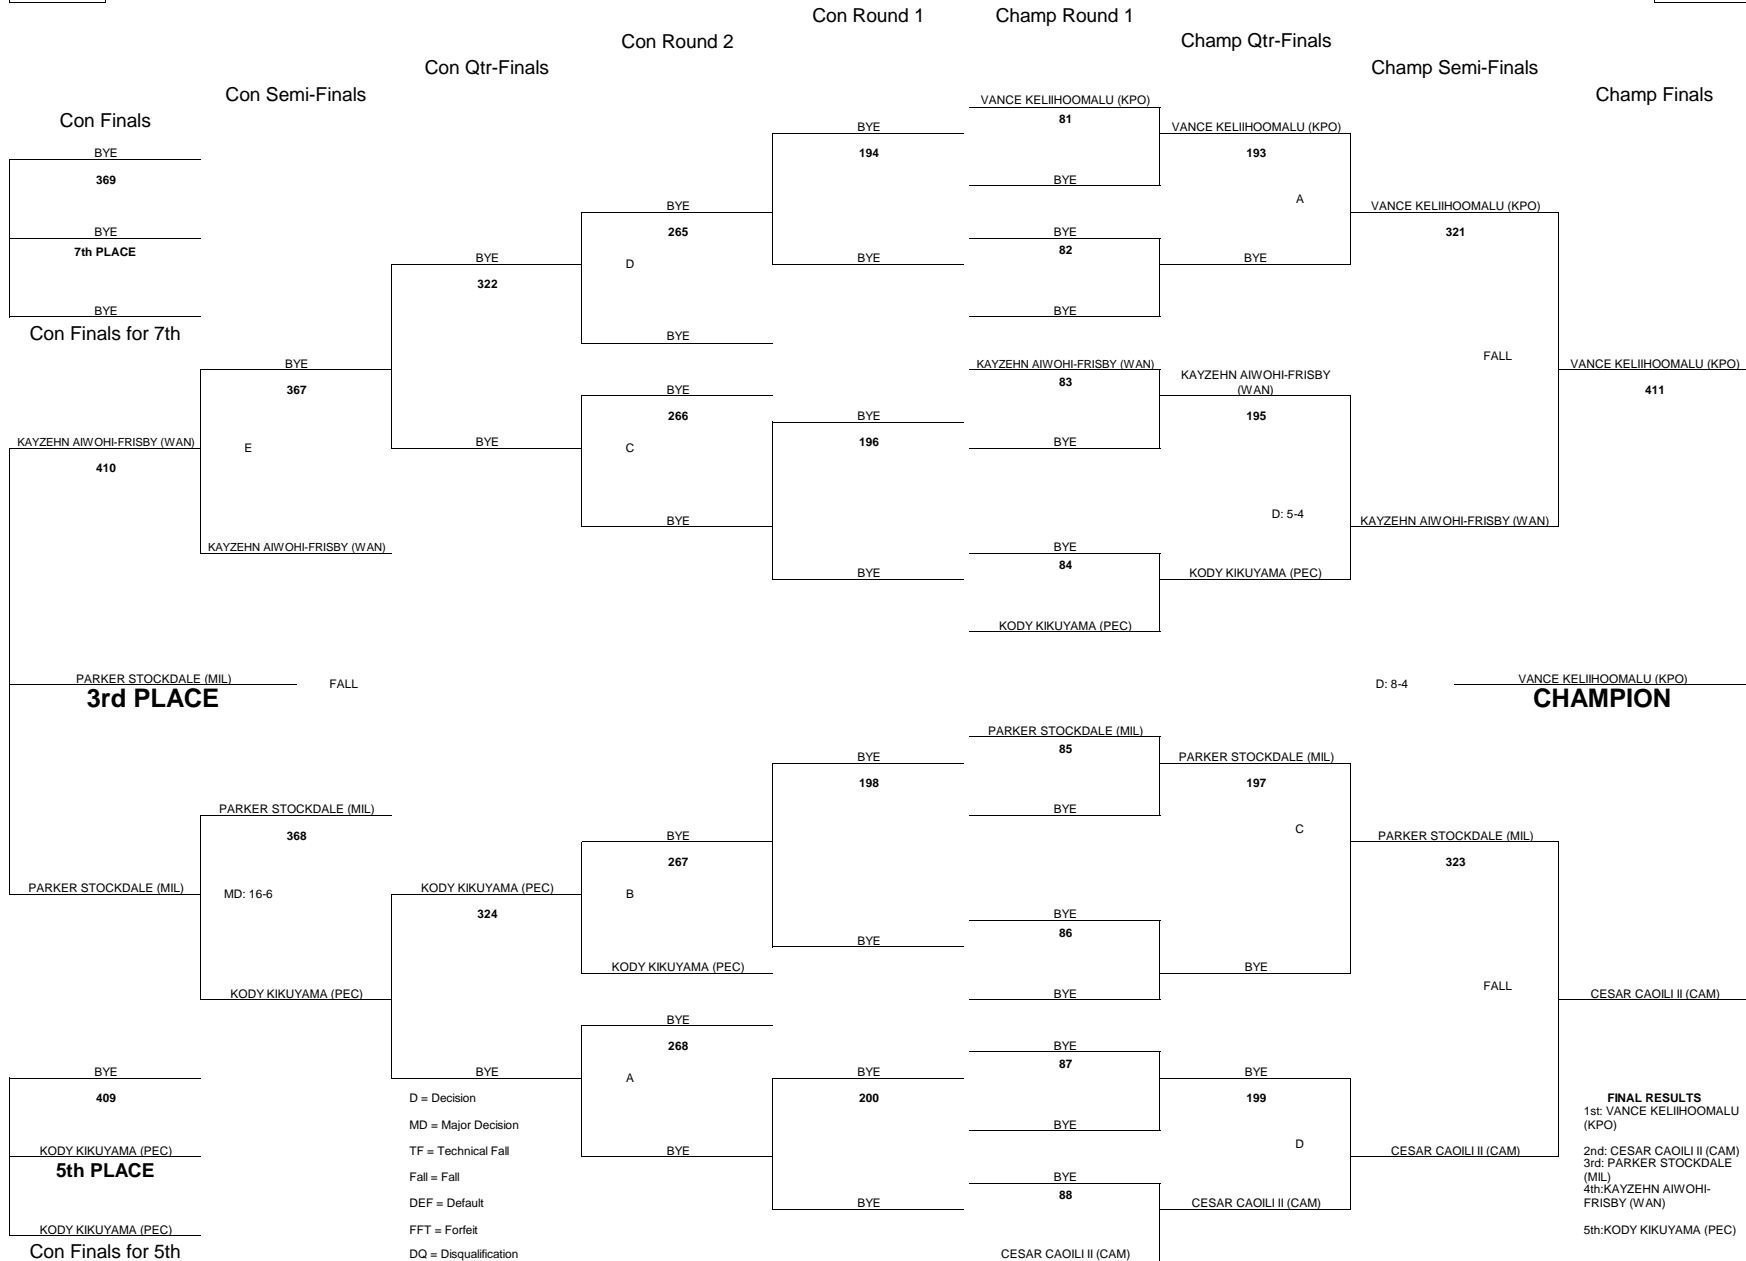 Con Round 1
Champ Round 1
Con Round 2
Champ Qtr-Finals
Con Qtr-Finals
Champ Semi-Finals
Con Semi-Finals
Champ Finals
Con Finals
VANCE KELIIHOOMALU (KPO)
81
BYE
VANCE KELIIHOOMALU (KPO)
BYE
369
194
193
BYE
A
BYE
VANCE KELIIHOOMALU (KPO)
BYE
7th PLACE
265
BYE
82
321
BYE
D
BYE
BYE
322
BYE
BYE
Con Finals for 7th
BYE
BYE
KAYZEHN AIWOHI-FRISBY (WAN)
83
FALL
VANCE KELIIHOOMALU (KPO)
367
BYE
KAYZEHN AIWOHI-FRISBY
(WAN)
411
266
BYE
195
KAYZEHN AIWOHI-FRISBY (WAN)
E
BYE
C
196
BYE
410
D: 5-4
BYE
KAYZEHN AIWOHI-FRISBY (WAN)
KAYZEHN AIWOHI-FRISBY (WAN)
BYE
84
BYE
KODY KIKUYAMA (PEC)
KODY KIKUYAMA (PEC)
PARKER STOCKDALE (MIL)
FALL
D: 8-4
VANCE KELIIHOOMALU (KPO)
3rd PLACE
CHAMPION
PARKER STOCKDALE (MIL)
85
BYE
PARKER STOCKDALE (MIL)
198
197
PARKER STOCKDALE (MIL)
BYE
368
BYE
C
PARKER STOCKDALE (MIL)
267
323
PARKER STOCKDALE (MIL)
MD: 16-6
KODY KIKUYAMA (PEC)
B
324
BYE
86
BYE
KODY KIKUYAMA (PEC)
BYE
KODY KIKUYAMA (PEC)
BYE
FALL
CESAR CAOILI II (CAM)
BYE
268
BYE
87
BYE
BYE
A
BYE
BYE
409
D = Decision
200
199
FINAL RESULTS
1st: VANCE KELIIHOOMALU
(KPO)
MD = Major Decision
BYE
D
KODY KIKUYAMA (PEC)
TF = Technical Fall
BYE
CESAR CAOILI II (CAM)
2nd: CESAR CAOILI II (CAM)
5th PLACE
3rd: PARKER STOCKDALE
(MIL)
Fall = Fall
BYE
88
4th:KAYZEHN AIWOHI-
FRISBY (WAN)
DEF = Default
BYE
CESAR CAOILI II (CAM)
KODY KIKUYAMA (PEC)
FFT = Forfeit
5th:KODY KIKUYAMA (PEC)
Con Finals for 5th
DQ = Disqualification
CESAR CAOILI II (CAM)